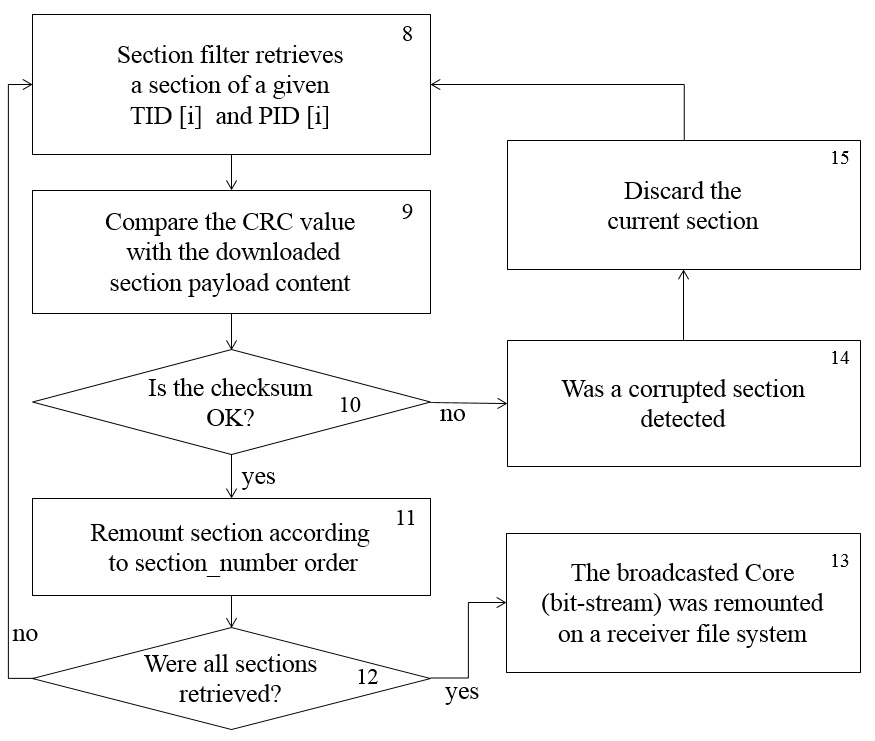 8
Section filter retrieves
a section of a given
TID [i] and PID [i]
9
Compare the CRC value
with the downloaded
section payload content
Is the checksum
OK?
10
no
yes
11
Remount section according
to section_number order
Were all sections
retrieved?
12
no
yes
13
The broadcasted Core
(bit-stream) was remounted
on a receiver file system
14
Was a corrupted section
detected
15
Discard the
current section